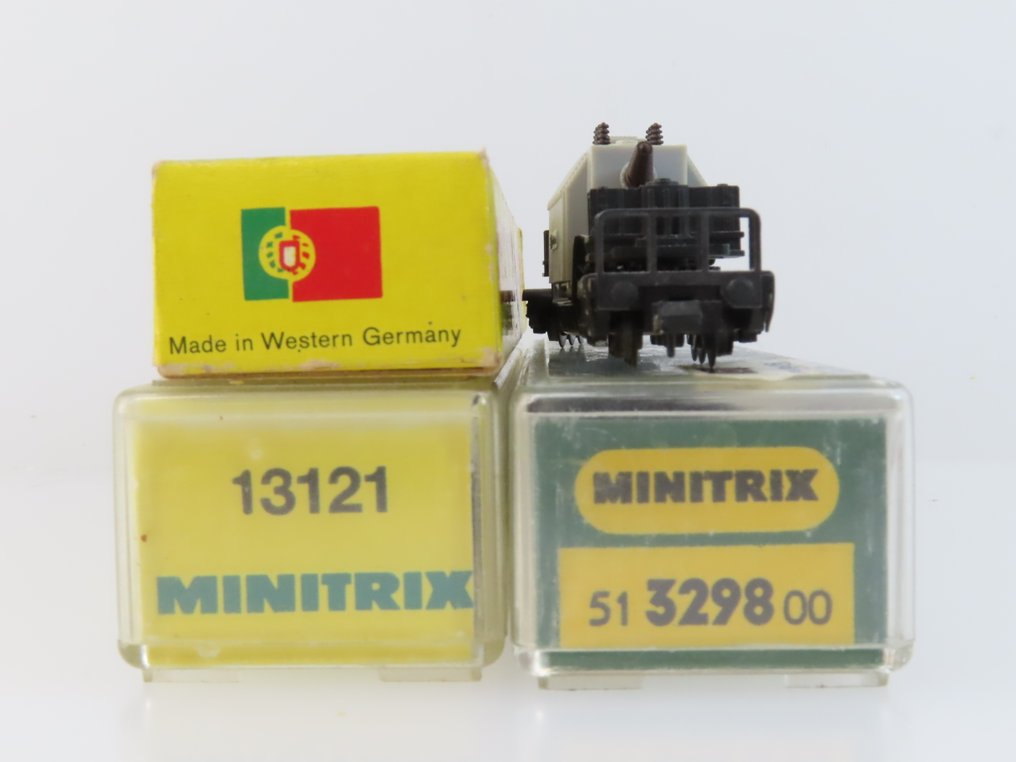 Made in Western Germany
13121
MINITRIX
MINITRIX
51 3298 00